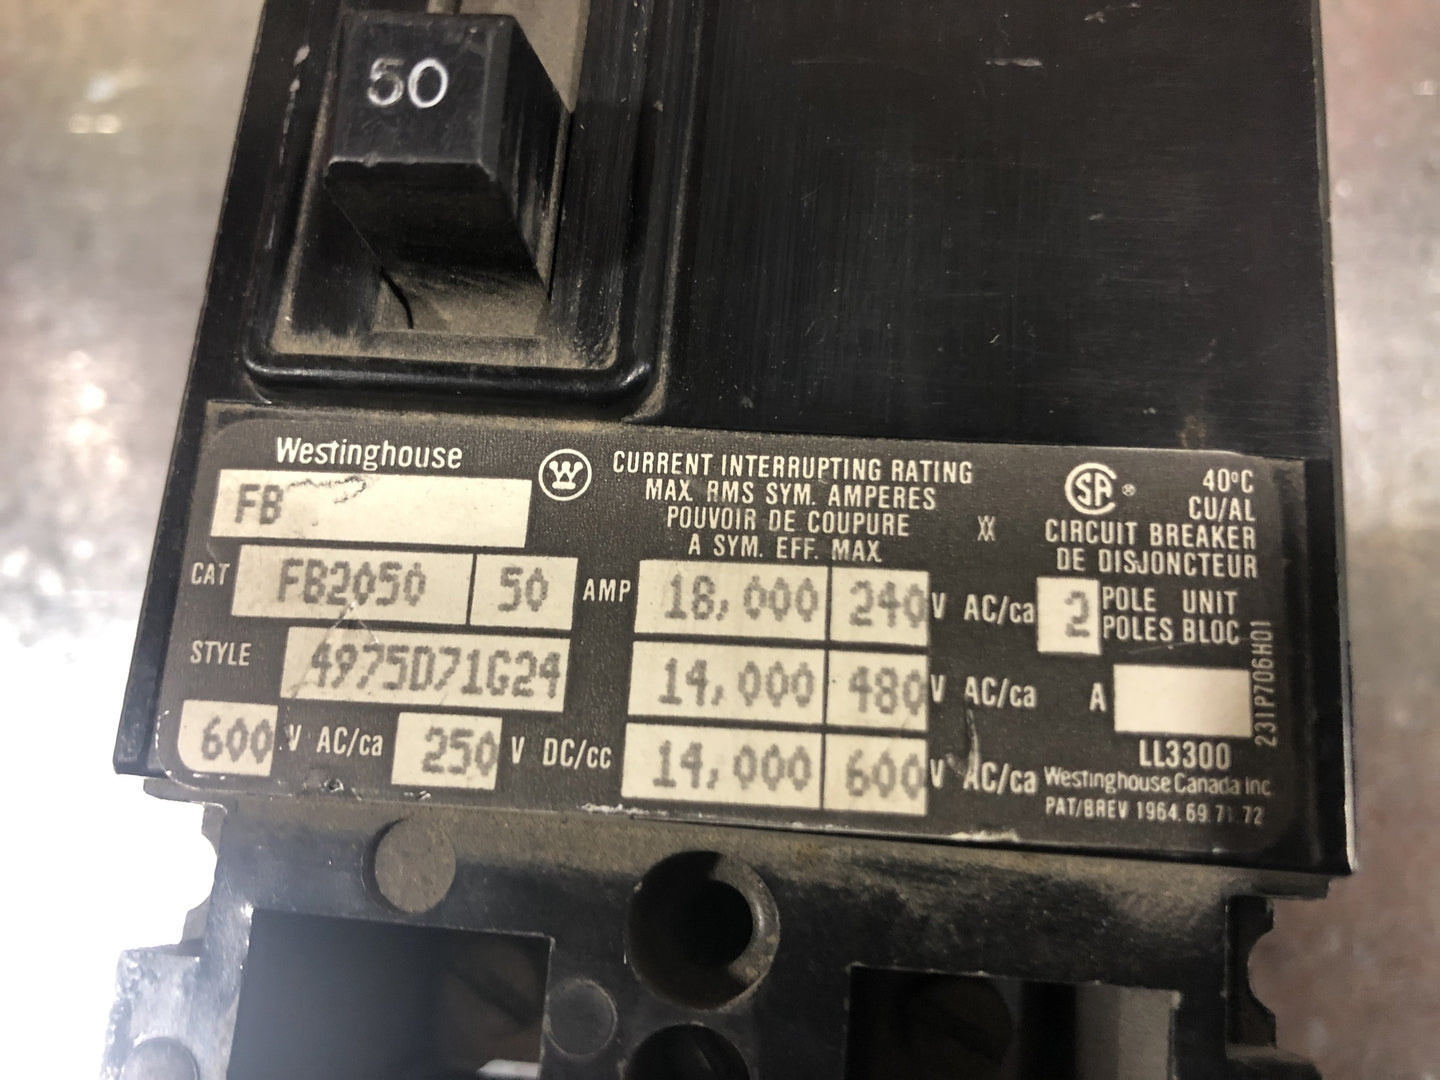 50
Westinghouse
FB
CAT FB2050 50 AMP
STYLE 4975D71G24
600 V AC/ca 250 V DC/cc
W
CURRENT INTERRUPTING RATING
MAX. RMS SYM. AMPERES
POUVOIR DE COUPURE
A SYM. EFF. MAX.
XX
18,000 240 V AC/ca
14,000 480 V AC/ca
14,000 600 V AC/ca
SA ®
40°C
CU/AL
CIRCUIT BREAKER
DE DISJONCTEUR
2 POLE UNIT
POLES BLOC
A
LL3300
Westinghouse Canada Inc.
PAT/BREV 1964.69.71.72
231P706H01